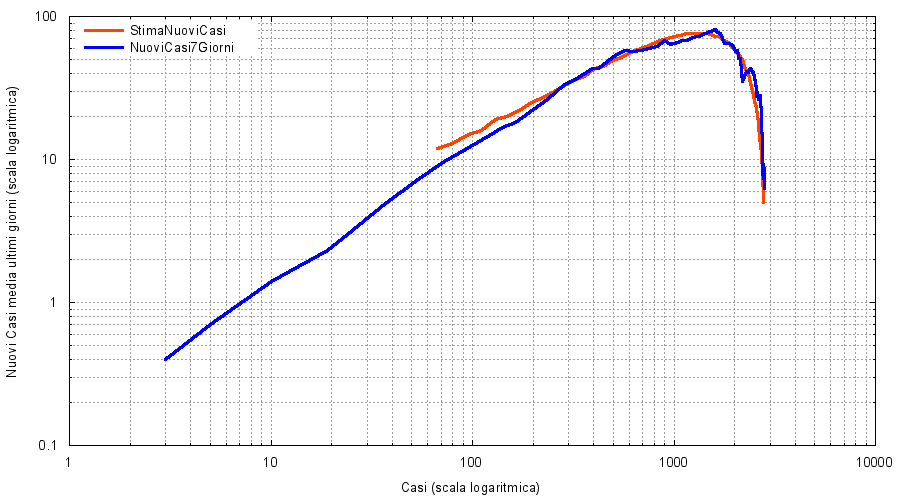 100
StimaNuoviCasi
NuoviCasi7Giorni
10
1
0.1
Nuovi Casi media ultimi giorni (scala logaritmica)
1
10
100
1000
10000
Casi (scala logaritmica)